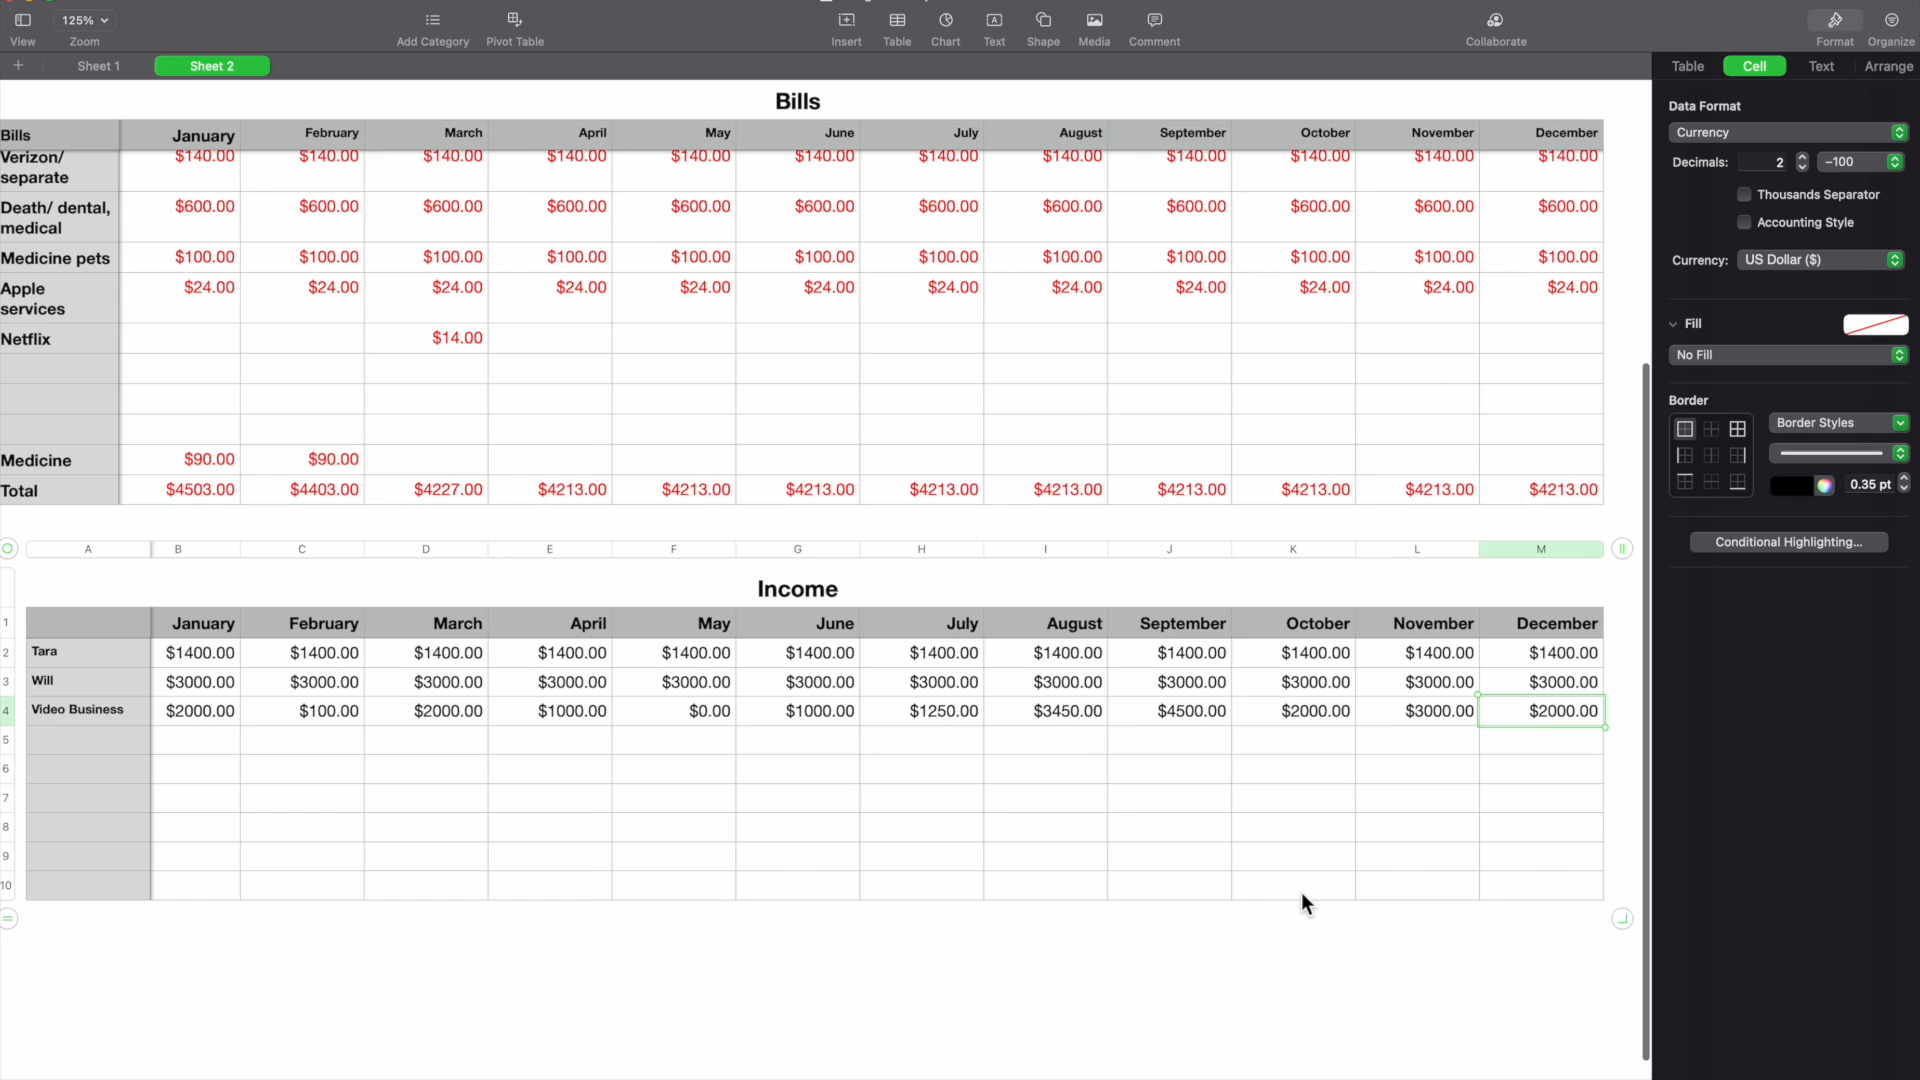 125%
View Zoom Add Category Pivot Table Insert Table Chart Text Shape Media Comment Collaborate Format Organize
+ Sheet 1 Sheet 2 Table Cell Text Arrange
Bills
Bills January February March April May June July August September October November December
Verizon/ $140.00 $140.00 $140.00 $140.00 $140.00 $140.00 $140.00 $140.00 $140.00 $140.00 $140.00 $140.00
separate
Death/ dental, $600.00 $600.00 $600.00 $600.00 $600.00 $600.00 $600.00 $600.00 $600.00 $600.00 $600.00 $600.00
medical
Medicine pets $100.00 $100.00 $100.00 $100.00 $100.00 $100.00 $100.00 $100.00 $100.00 $100.00 $100.00 $100.00
Apple $24.00 $24.00 $24.00 $24.00 $24.00 $24.00 $24.00 $24.00 $24.00 $24.00 $24.00 $24.00
services
Netflix $14.00
Medicine $90.00 $90.00
Total $4503.00 $4403.00 $4227.00 $4213.00 $4213.00 $4213.00 $4213.00 $4213.00 $4213.00 $4213.00 $4213.00 $4213.00
A B C D E F G H I J K L M
Income
1 January February March April May June July August September October November December
2 Tara $1400.00 $1400.00 $1400.00 $1400.00 $1400.00 $1400.00 $1400.00 $1400.00 $1400.00 $1400.00 $1400.00 $1400.00
3 Will $3000.00 $3000.00 $3000.00 $3000.00 $3000.00 $3000.00 $3000.00 $3000.00 $3000.00 $3000.00 $3000.00 $3000.00
4 Video Business $2000.00 $100.00 $2000.00 $1000.00 $0.00 $1000.00 $1250.00 $3450.00 $4500.00 $2000.00 $3000.00 $2000.00
5
6
7
8
9
10
Data Format
Currency
Decimals: 2 –100
Thousands Separator
Accounting Style
Currency: US Dollar ($)
Fill
No Fill
Border
Border Styles
0.35 pt
Conditional Highlighting...